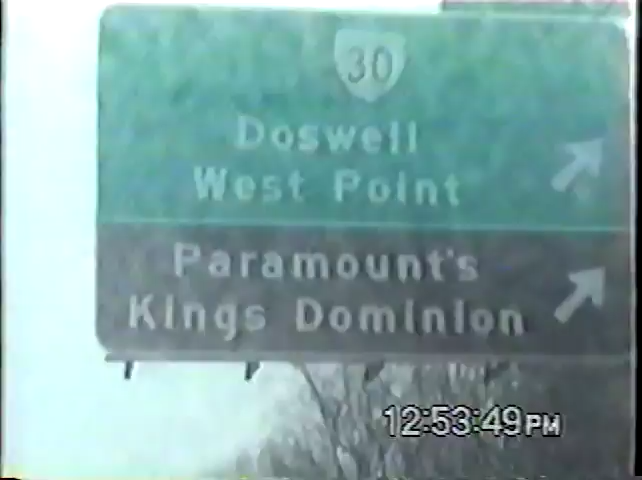 30
Doswell
West Point
Paramount's
Kings Dominion
12:53:49PM